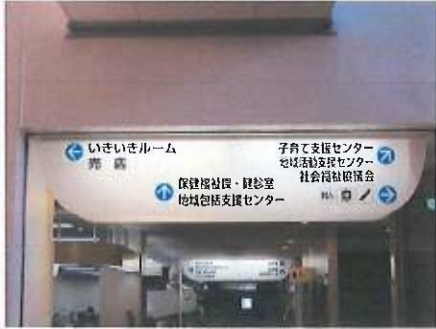 いきいきルーム
売店
保健福祉課・健診室
地域包括支援センター
子育て支援センター
地域活動支援センター
社会福祉協議会